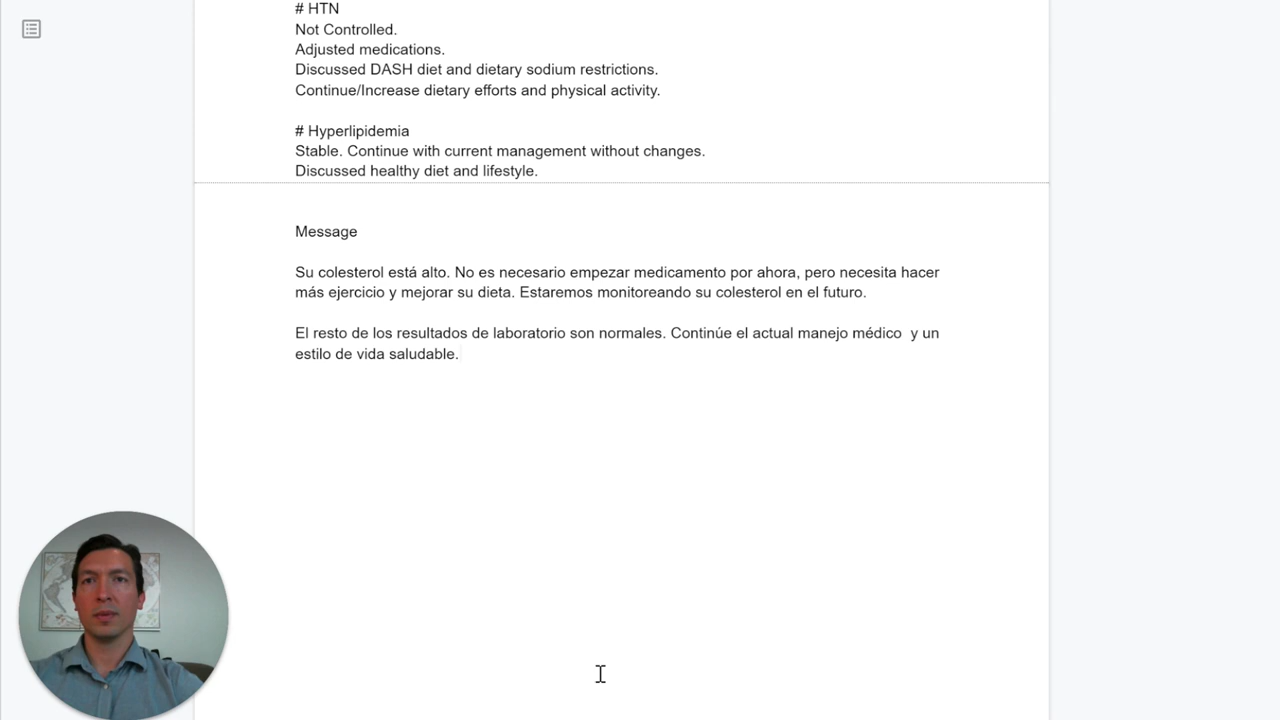 # HTN
Not Controlled.
Adjusted medications.
Discussed DASH diet and dietary sodium restrictions.
Continue/Increase dietary efforts and physical activity.
# Hyperlipidemia
Stable. Continue with current management without changes.
Discussed healthy diet and lifestyle.
Message
Su colesterol está alto. No es necesario empezar medicamento por ahora, pero necesita hacer
más ejercicio y mejorar su dieta. Estaremos monitoreando su colesterol en el futuro.
El resto de los resultados de laboratorio son normales. Continúe el actual manejo médico  y un
estilo de vida saludable.